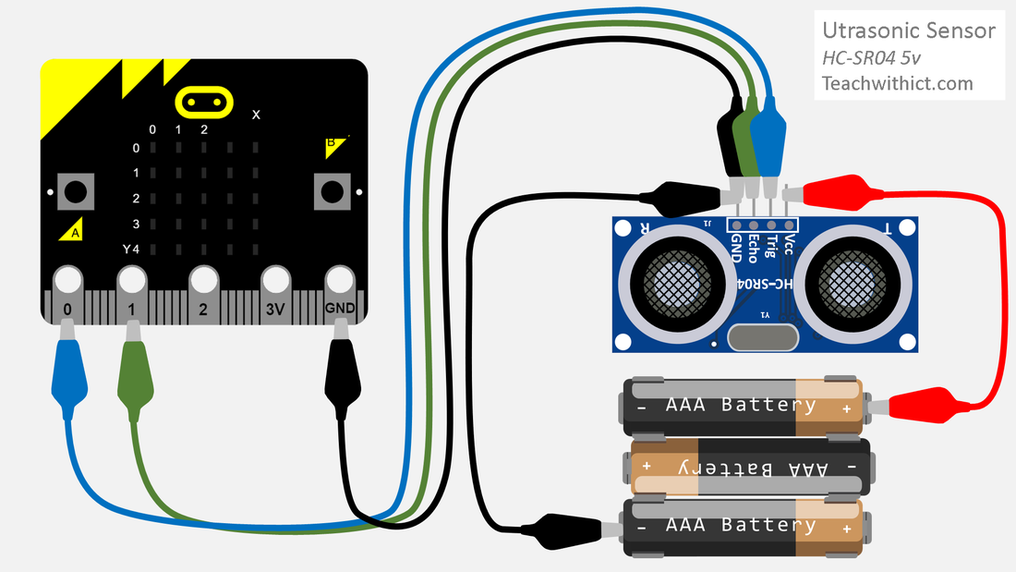 Utrasonic Sensor
HC-SR04 5v
Teachwithict.com
X
0 1 2
0
1
2
3
Y 4
B
A
0 1 2 3V GND
R J1 T
GND Echo Trig Vcc
HC-SR04
Y1
- AAA Battery +
+ AAA Battery -
- AAA Battery +